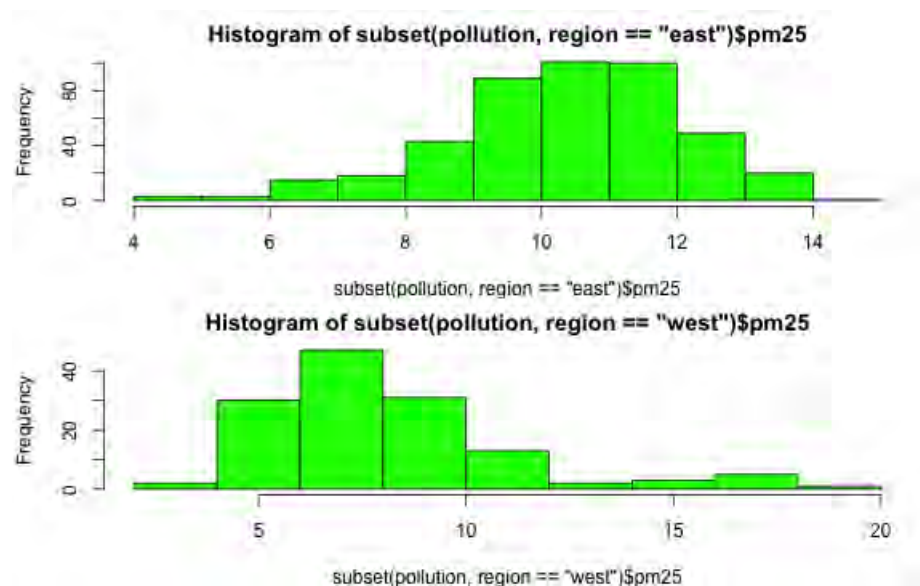 Histogram of subset(pollution, region == "east")$pm25
Frequency
80
40
0
4 6 8 10 12 14
subset(pollution, region == "east")$pm25
Histogram of subset(pollution, region == "west")$pm25
Frequency
40
20
0
5 10 15 20
subset(pollution, region == "west")$pm25